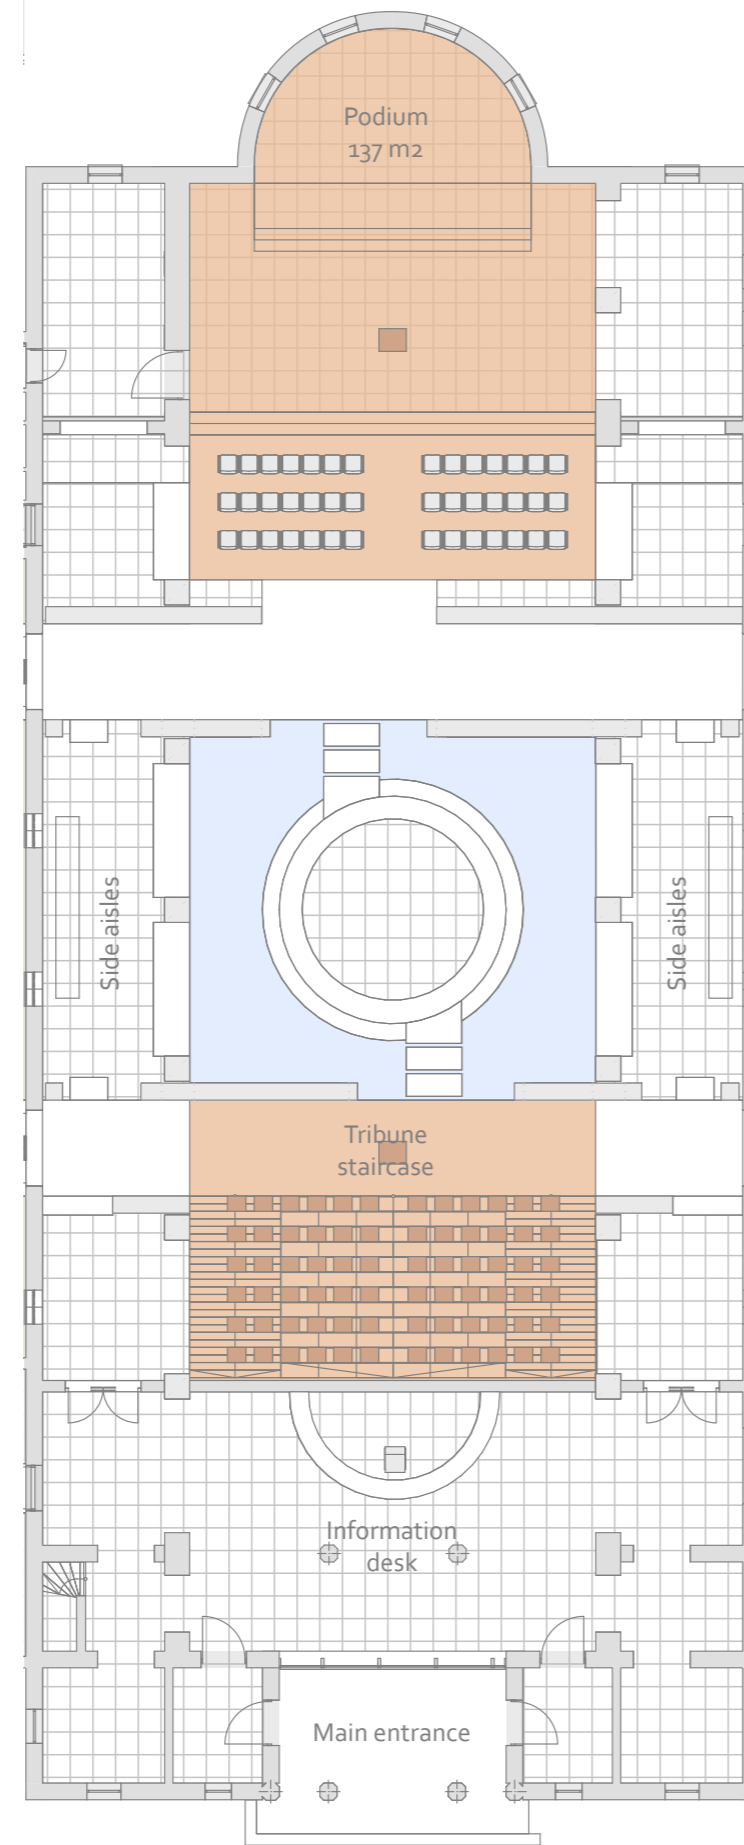 Podium
137 m2
Side aisles
Side aisles
Tribune
staircase
Information
desk
Main entrance